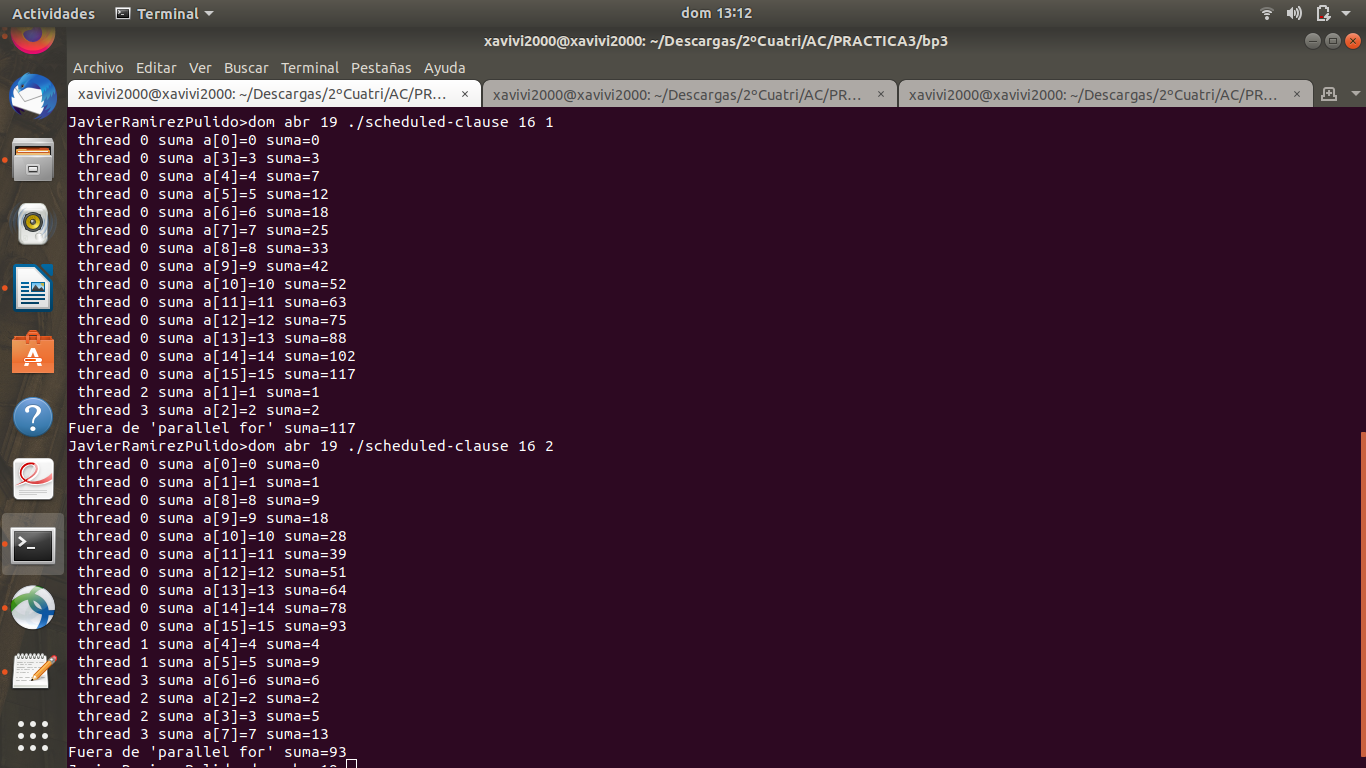 Actividades Terminal dom 13:12
xavivi2000@xavivi2000: ~/Descargas/2ºCuatri/AC/PRACTICA3/bp3
Archivo Editar Ver Buscar Terminal Pestañas Ayuda
xavivi2000@xavivi2000: ~/Descargas/2ºCuatri/AC/PR... × xavivi2000@xavivi2000: ~/Descargas/2ºCuatri/AC/PR... × xavivi2000@xavivi2000: ~/Descargas/2ºCuatri/AC/PR... ×
JavierRamirezPulido>dom abr 19 ./scheduled-clause 16 1
thread 0 suma a[0]=0 suma=0
thread 0 suma a[3]=3 suma=3
thread 0 suma a[4]=4 suma=7
thread 0 suma a[5]=5 suma=12
thread 0 suma a[6]=6 suma=18
thread 0 suma a[7]=7 suma=25
thread 0 suma a[8]=8 suma=33
thread 0 suma a[9]=9 suma=42
thread 0 suma a[10]=10 suma=52
thread 0 suma a[11]=11 suma=63
thread 0 suma a[12]=12 suma=75
thread 0 suma a[13]=13 suma=88
thread 0 suma a[14]=14 suma=102
thread 0 suma a[15]=15 suma=117
thread 2 suma a[1]=1 suma=1
thread 3 suma a[2]=2 suma=2
Fuera de 'parallel for' suma=117
JavierRamirezPulido>dom abr 19 ./scheduled-clause 16 2
thread 0 suma a[0]=0 suma=0
thread 0 suma a[1]=1 suma=1
thread 0 suma a[8]=8 suma=9
thread 0 suma a[9]=9 suma=18
thread 0 suma a[10]=10 suma=28
thread 0 suma a[11]=11 suma=39
thread 0 suma a[12]=12 suma=51
thread 0 suma a[13]=13 suma=64
thread 0 suma a[14]=14 suma=78
thread 0 suma a[15]=15 suma=93
thread 1 suma a[4]=4 suma=4
thread 1 suma a[5]=5 suma=9
thread 3 suma a[6]=6 suma=6
thread 2 suma a[2]=2 suma=2
thread 2 suma a[3]=3 suma=5
thread 3 suma a[7]=7 suma=13
Fuera de 'parallel for' suma=93